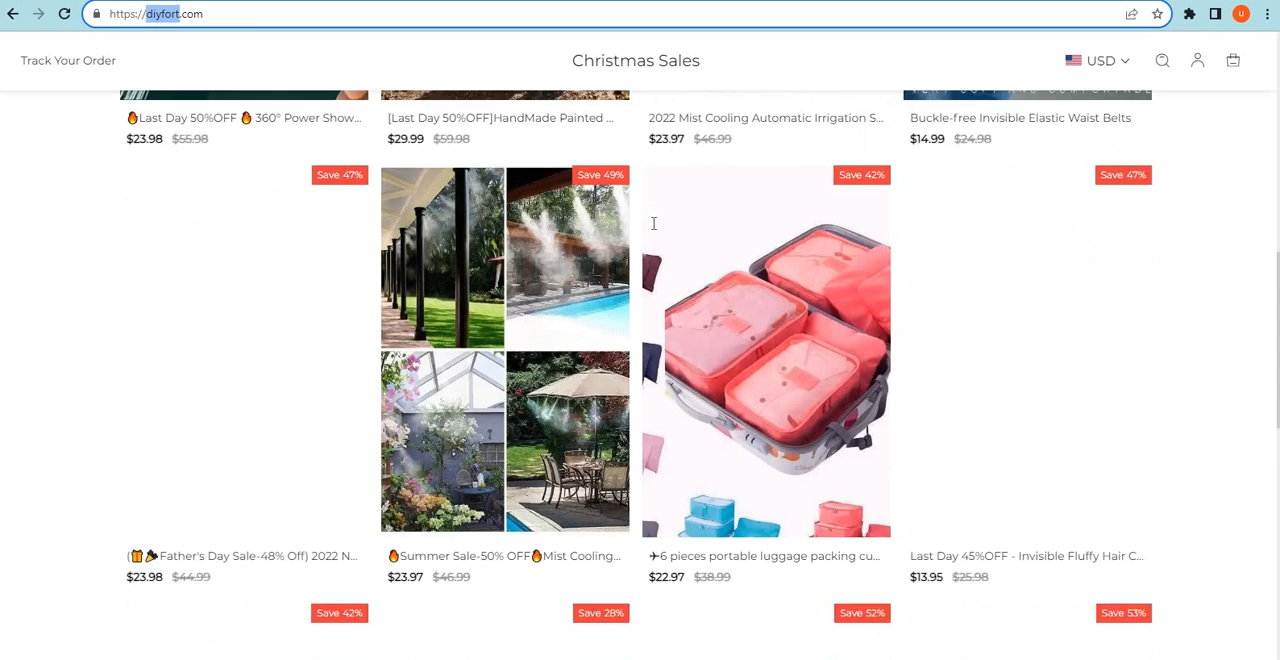 https://diyfort.com
u
Track Your Order
Christmas Sales
USD
🔥Last Day 50%OFF 🔥 360° Power Show...
[Last Day 50%OFF]HandMade Painted ...
2022 Mist Cooling Automatic Irrigation S...
Buckle-free Invisible Elastic Waist Belts
$23.98 $55.98
$29.99 $59.98
$23.97 $46.99
$14.99 $24.98
Save 47%
Save 49%
Save 42%
Save 47%
(🎁🎉Father's Day Sale-48% Off) 2022 N...
🔥Summer Sale-50% OFF🔥Mist Cooling...
✈6 pieces portable luggage packing cu...
Last Day 45%OFF - Invisible Fluffy Hair C...
$23.98 $44.99
$23.97 $46.99
$22.97 $38.99
$13.95 $25.98
Save 42%
Save 28%
Save 52%
Save 53%